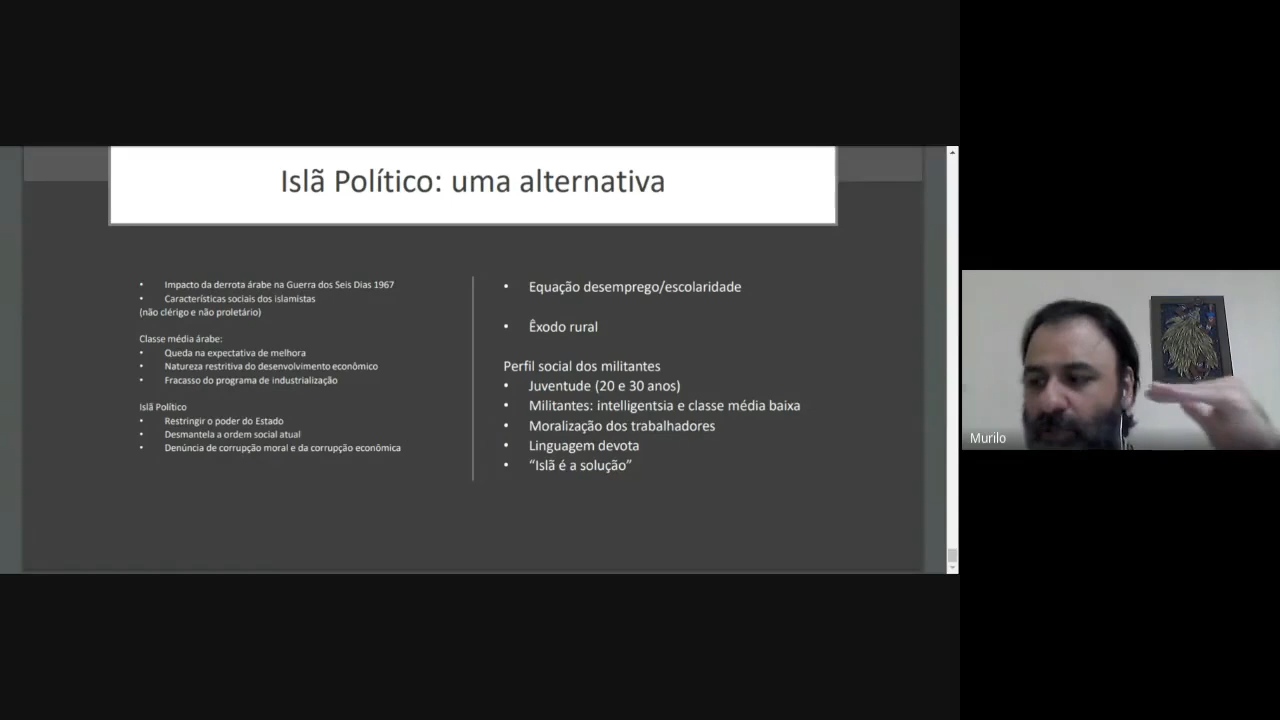 Islã Político: uma alternativa
• Impacto da derrota árabe na Guerra dos Seis Dias 1967
• Características sociais dos islamistas
(não clérigo e não proletário)
Classe média árabe:
• Queda na expectativa de melhora
• Natureza restritiva do desenvolvimento econômico
• Fracasso do programa de industrialização
Islã Político
• Restringir o poder do Estado
• Desmantela a ordem social atual
• Denúncia de corrupção moral e da corrupção econômica
• Equação desemprego/escolaridade
• Êxodo rural
Perfil social dos militantes
• Juventude (20 e 30 anos)
• Militantes: intelligentsia e classe média baixa
• Moralização dos trabalhadores
• Linguagem devota
• “Islã é a solução”
Murilo